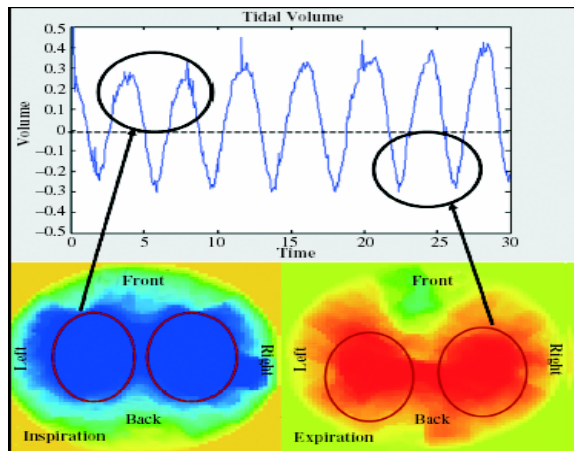 Tidal Volume
0.5
0.4
0.3
0.2
0.1
0
−0.1
−0.2
−0.3
−0.4
−0.5
Volume
0 5 10 15 20 25 30
Time
Front
Left
Right
Back
Inspiration
Front
Left
Right
Back
Expiration